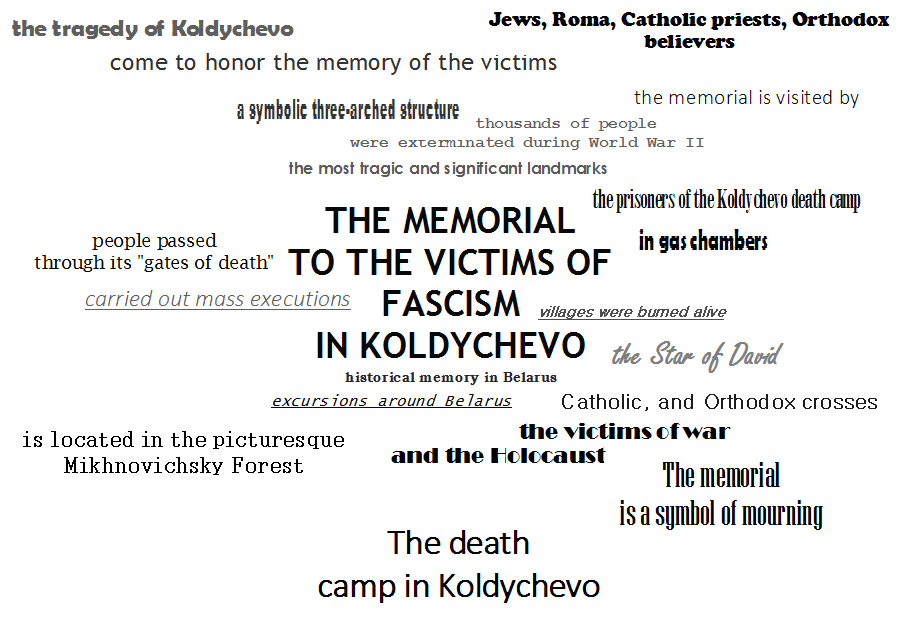 the tragedy of Koldychevo
Jews, Roma, Catholic priests, Orthodox
believers
come to honor the memory of the victims
the memorial is visited by
a symbolic three-arched structure
thousands of people
were exterminated during World War II
the most tragic and significant landmarks
the prisoners of the Koldychevo death camp
THE MEMORIAL
TO THE VICTIMS OF
FASCISM
IN KOLDYCHEVO
in gas chambers
people passed
through its "gates of death"
carried out mass executions
villages were burned alive
the Star of David
historical memory in Belarus
excursions around Belarus
Catholic, and Orthodox crosses
the victims of war
and the Holocaust
is located in the picturesque
Mikhnovichsky Forest
The memorial
is a symbol of mourning
The death
camp in Koldychevo